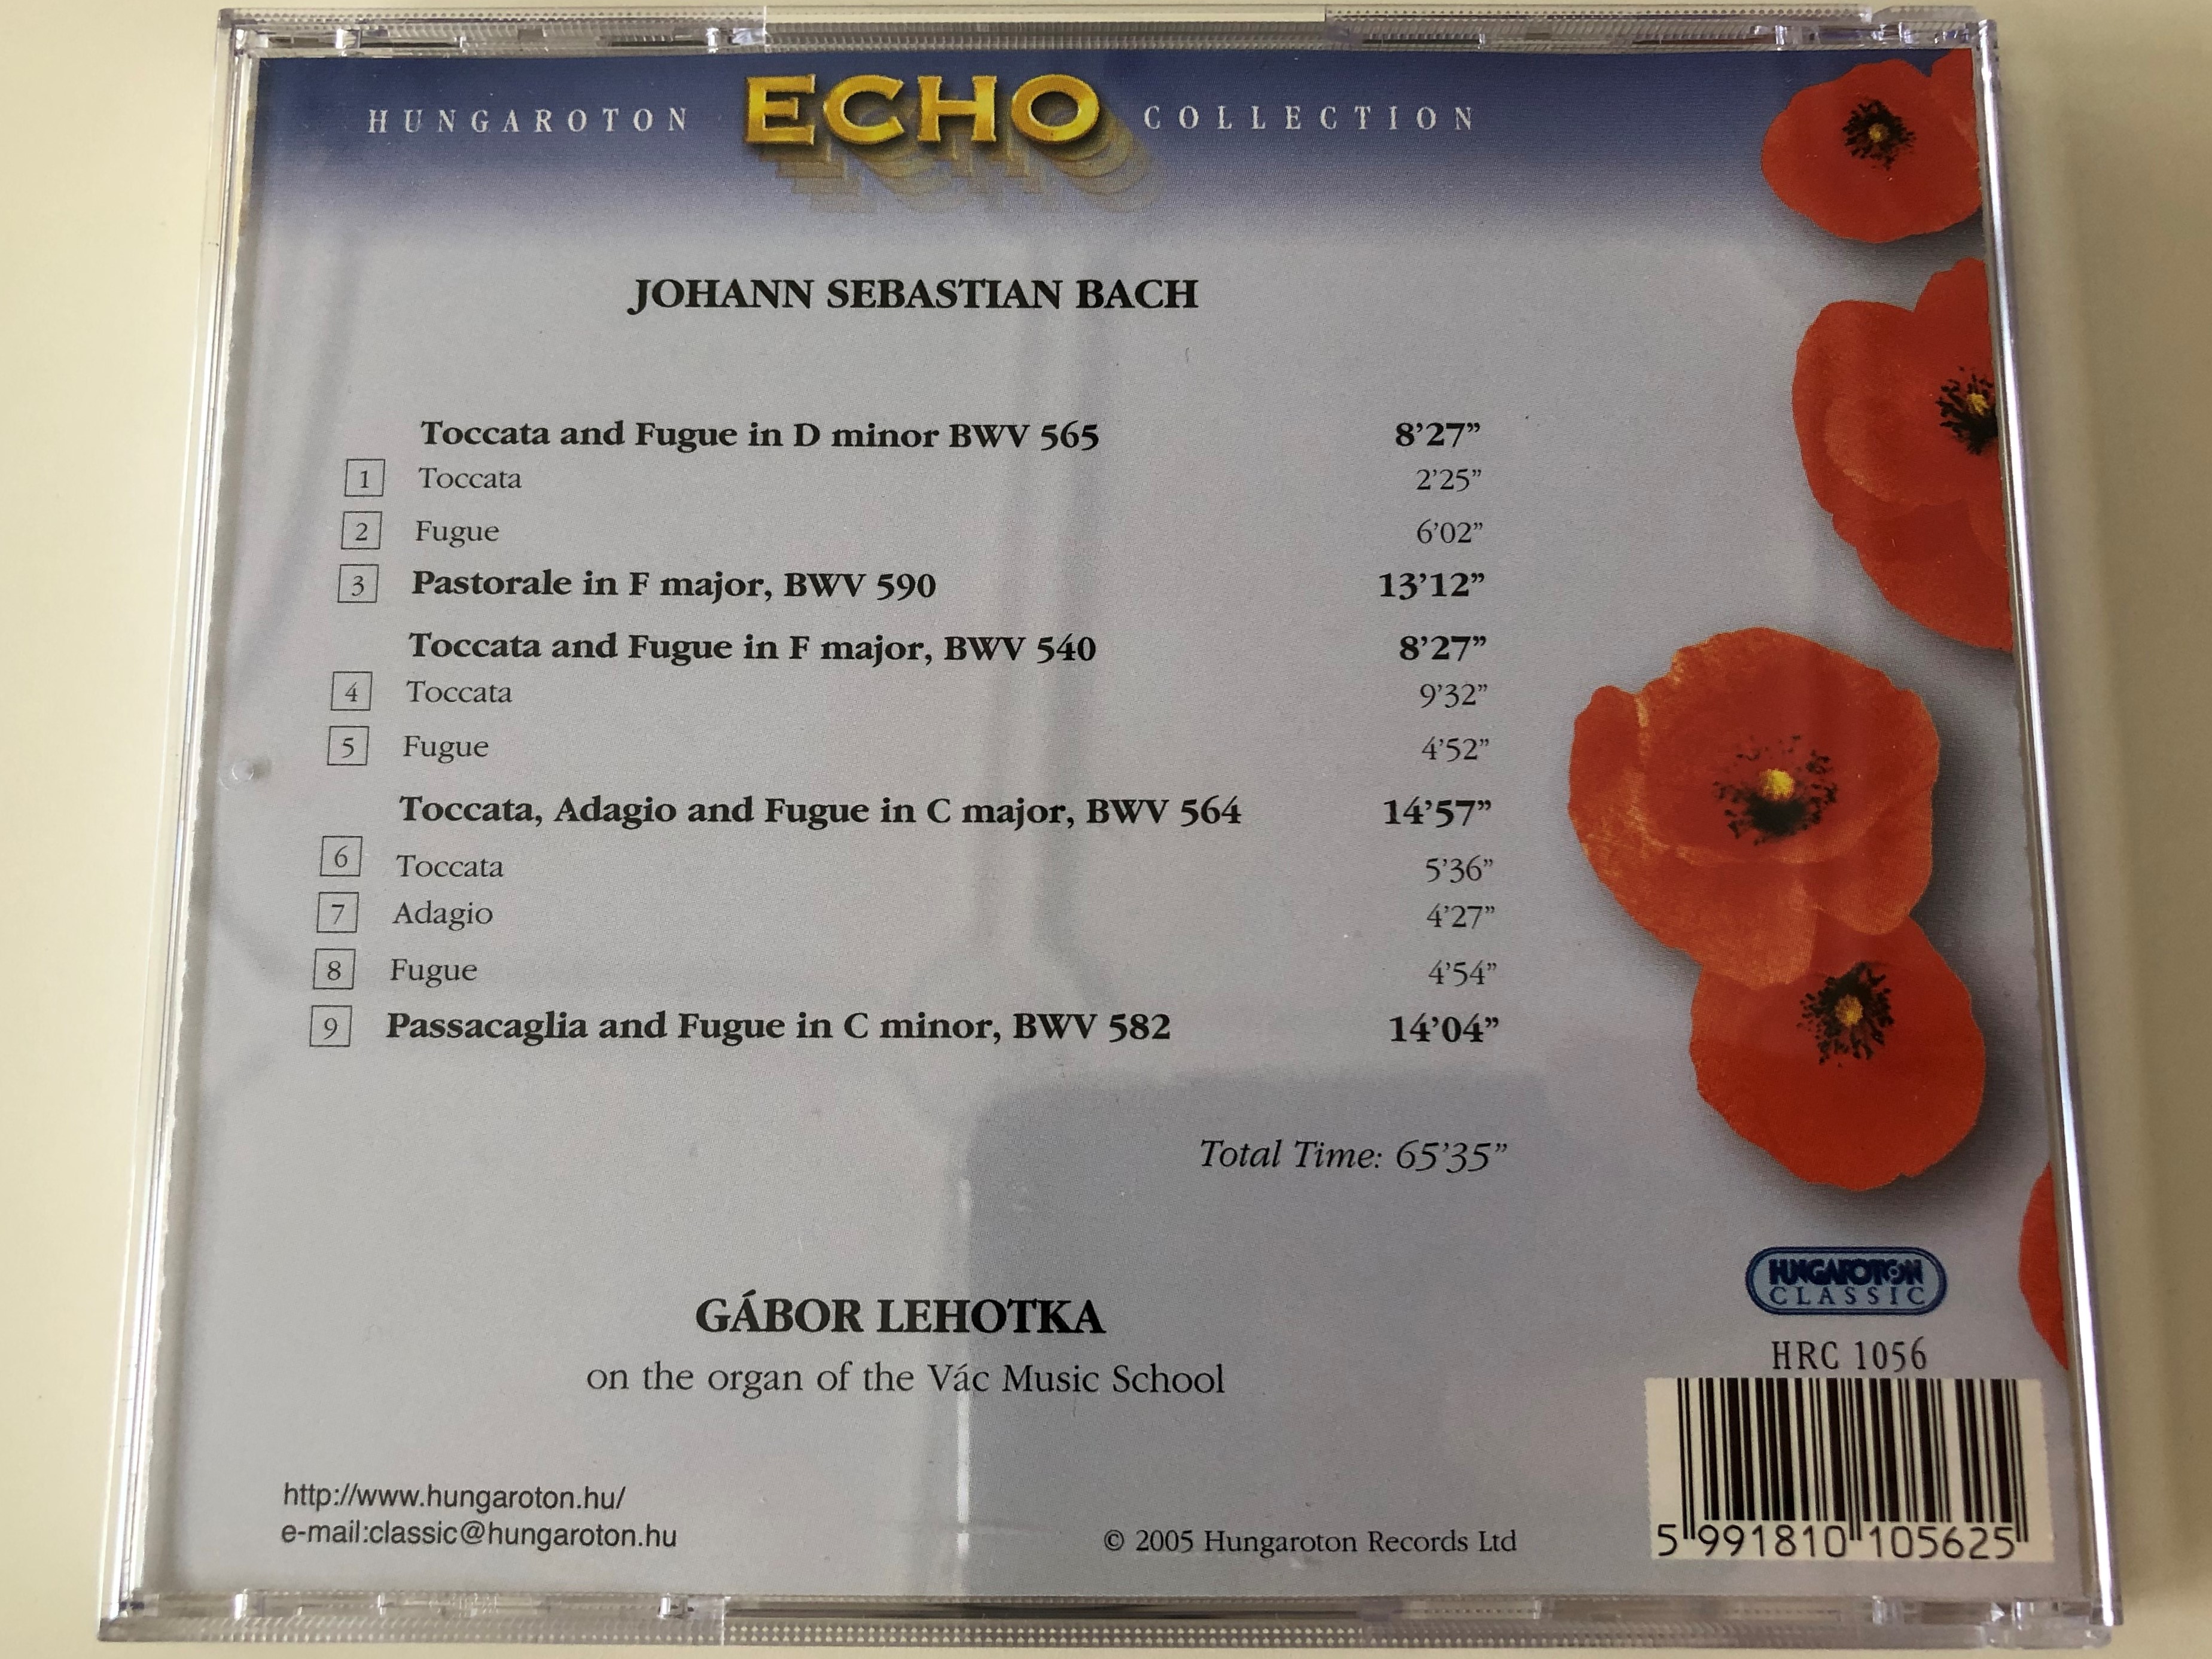 HUNGAROTON ECHO COLLECTION
JOHANN SEBASTIAN BACH
Toccata and Fugue in D minor BWV 565 8’27”
1 Toccata 2’25”
2 Fugue 6’02”
3 Pastorale in F major, BWV 590 13’12”
Toccata and Fugue in F major, BWV 540 8’27”
4 Toccata 9’32”
5 Fugue 4’52”
Toccata, Adagio and Fugue in C major, BWV 564 14’57”
6 Toccata 5’36”
7 Adagio 4’27”
8 Fugue 4’54”
9 Passacaglia and Fugue in C minor, BWV 582 14’04”
Total Time: 65’35”
GÁBOR LEHOTKA
on the organ of the Vác Music School
HUNGAROTON
CLASSIC
HRC 1056
5 991810 105625
http://www.hungaroton.hu/
e-mail:classic@hungaroton.hu
© 2005 Hungaroton Records Ltd